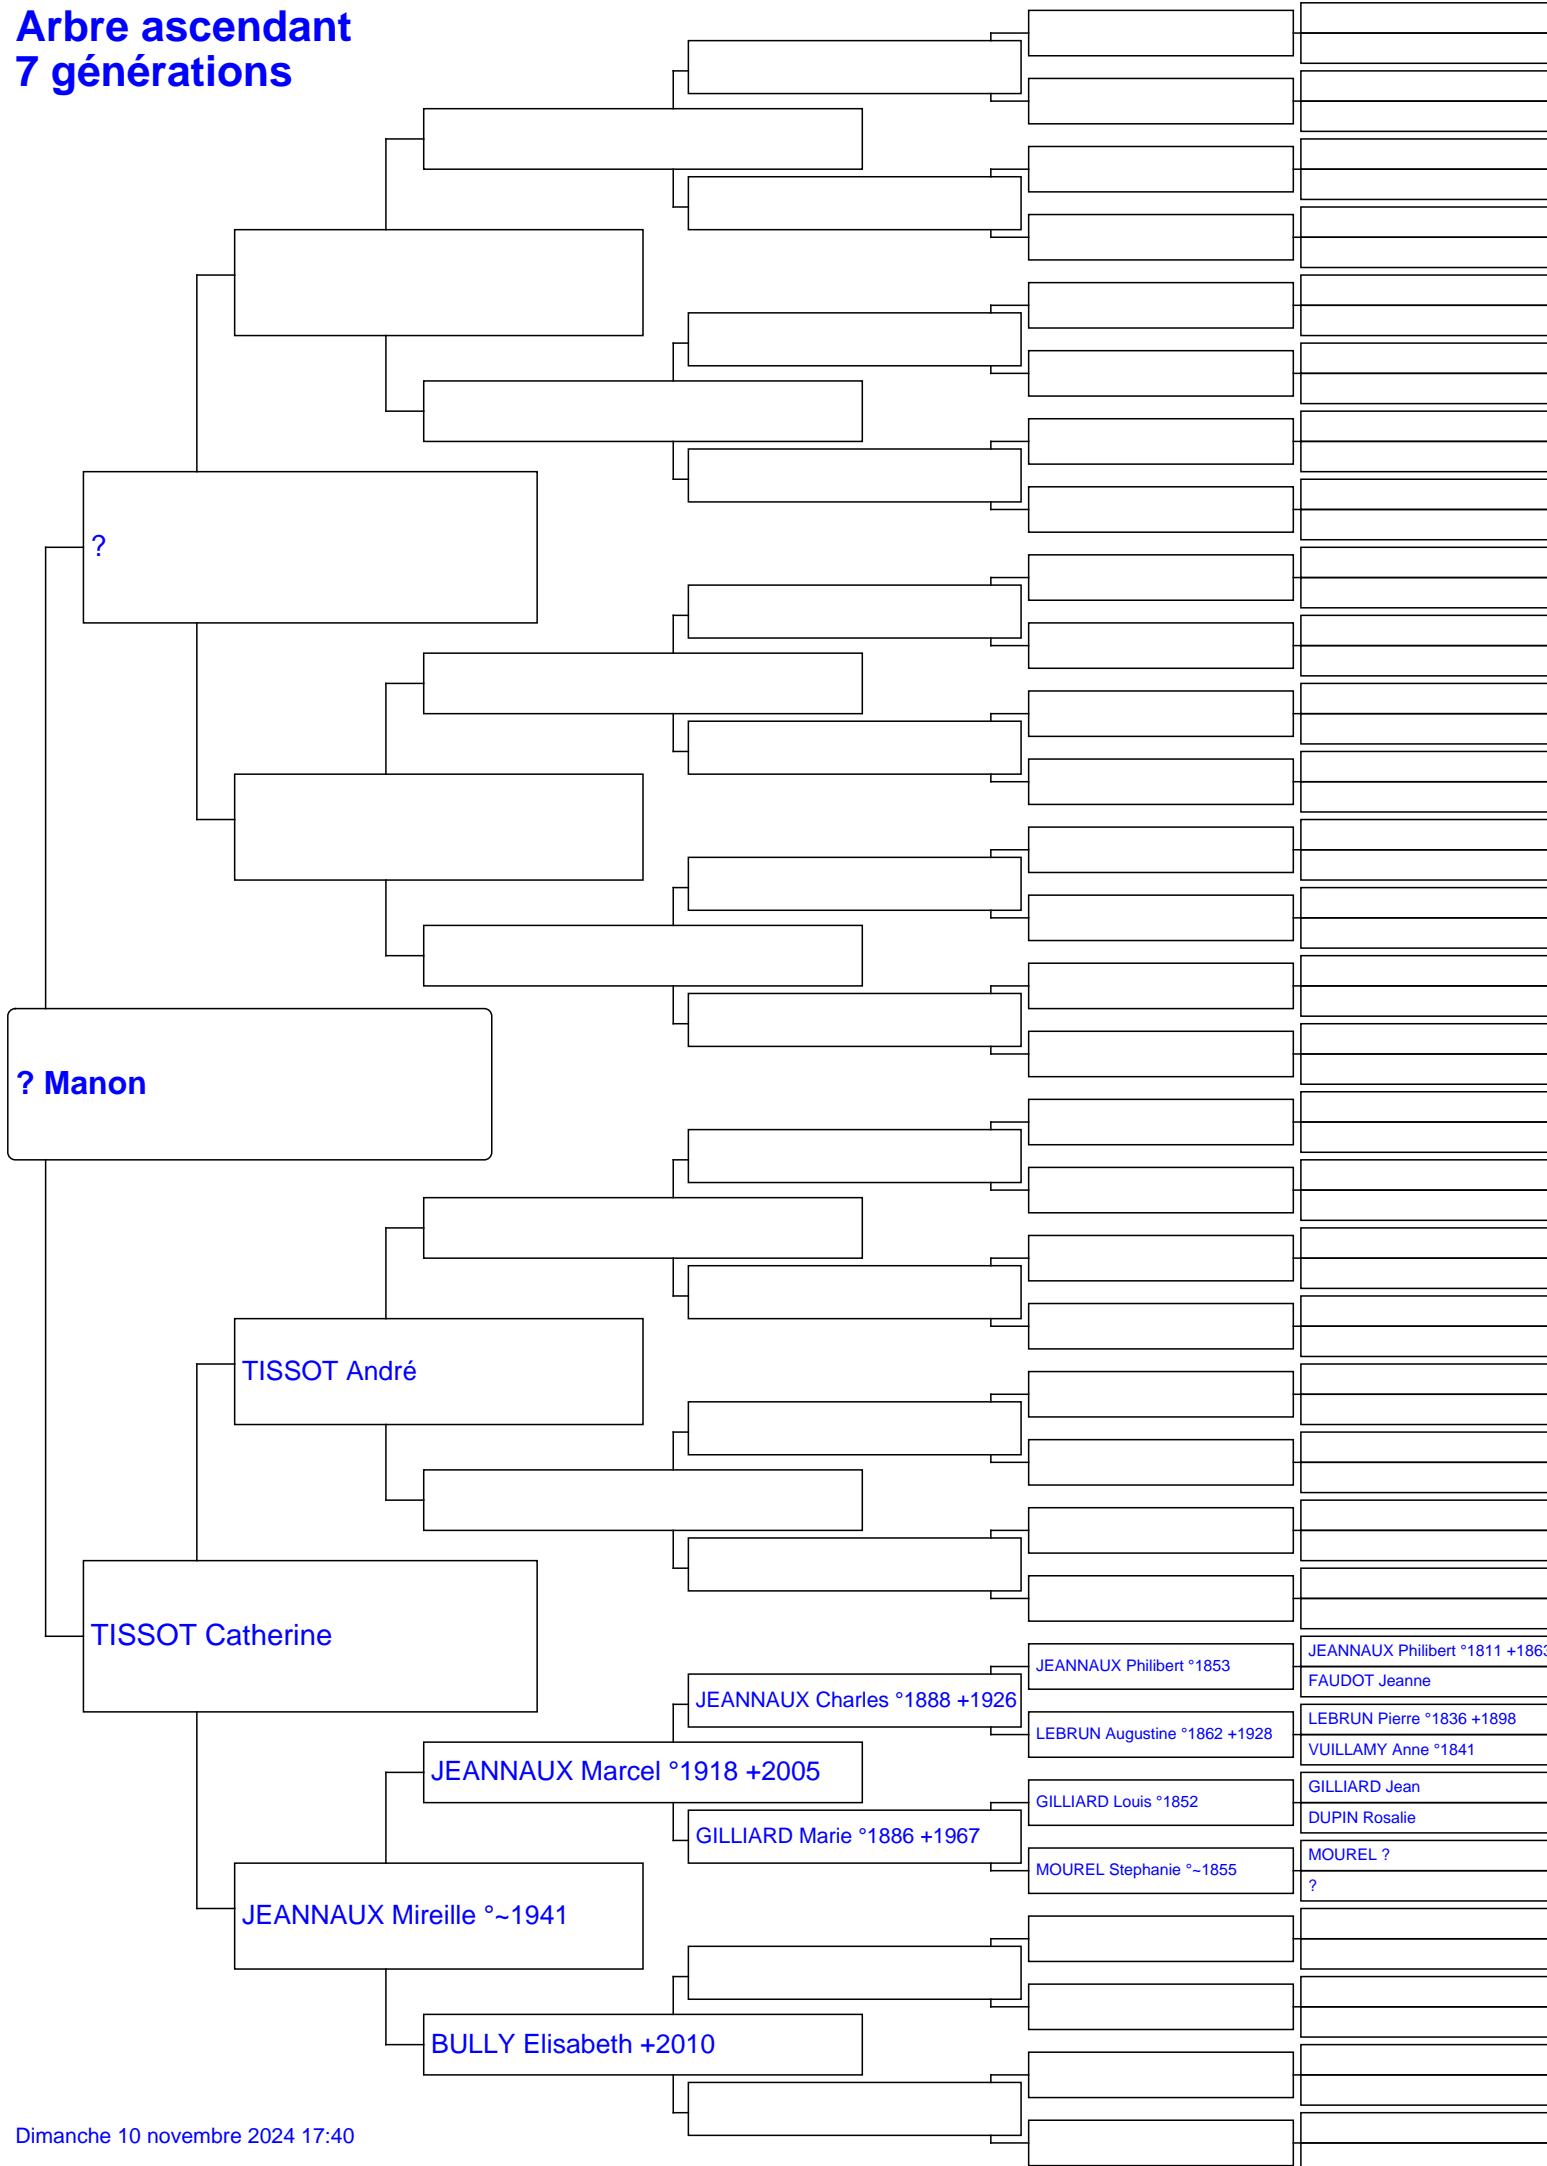 Arbre ascendant
7 générations
?
? Manon
TISSOT André
TISSOT Catherine
JEANNAUX Philibert °1853
JEANNAUX Philibert °1811 +1863
FAUDOT Jeanne
JEANNAUX Charles °1888 +1926
LEBRUN Augustine °1862 +1928
LEBRUN Pierre °1836 +1898
VUILLAMY Anne °1841
JEANNAUX Marcel °1918 +2005
GILLIARD Louis °1852
GILLIARD Jean
DUPIN Rosalie
GILLIARD Marie °1886 +1967
MOUREL Stephanie °~1855
MOUREL ?
?
JEANNAUX Mireille °~1941
BULLY Elisabeth +2010
Dimanche 10 novembre 2024 17:40